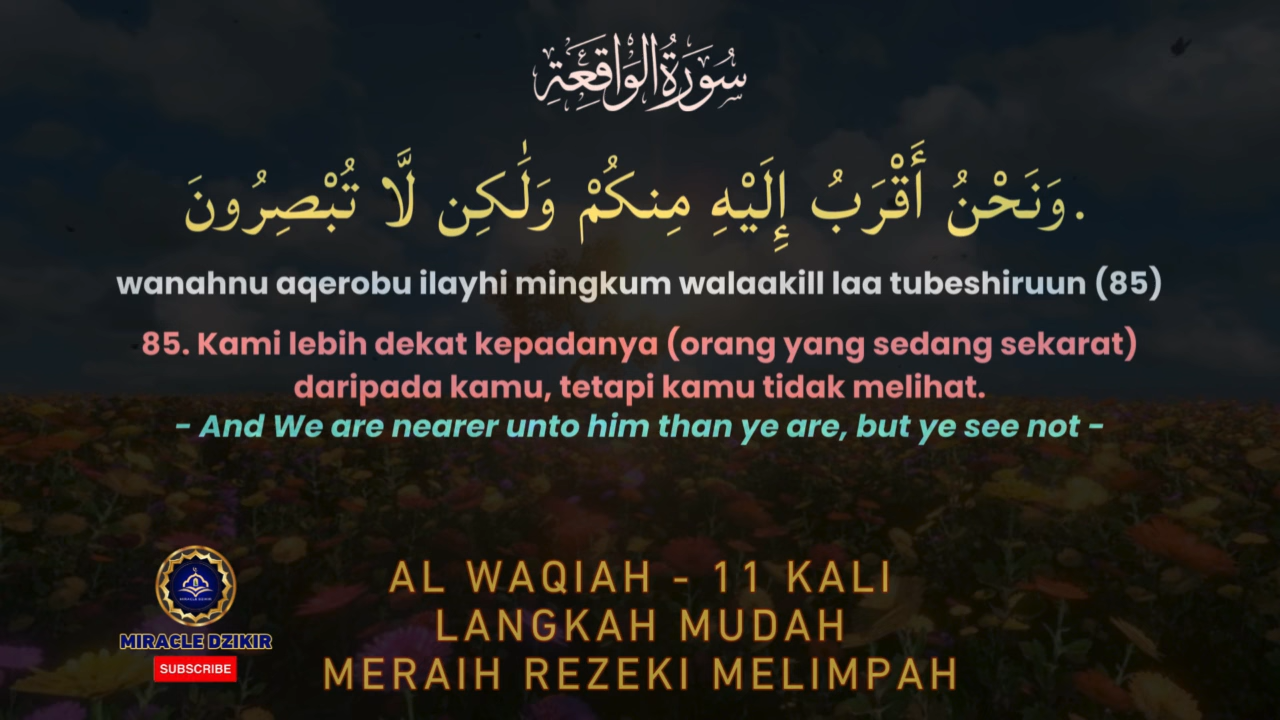 سُورَةُ الوَاقِعَةِ
وَنَحْنُ أَقْرَبُ إِلَيْهِ مِنكُمْ وَلَٰكِن لَّا تُبْصِرُونَ.
wanahnu aqerobu ilayhi mingkum walaakill laa tubeshiruun (85)
85. Kami lebih dekat kepadanya (orang yang sedang sekarat)
daripada kamu, tetapi kamu tidak melihat.
- And We are nearer unto him than ye are, but ye see not -
AL WAQIAH - 11 KALI
LANGKAH MUDAH
MERAIH REZEKI MELIMPAH
MIRACLE DZIKIR
MIRACLE DZIKIR
SUBSCRIBE